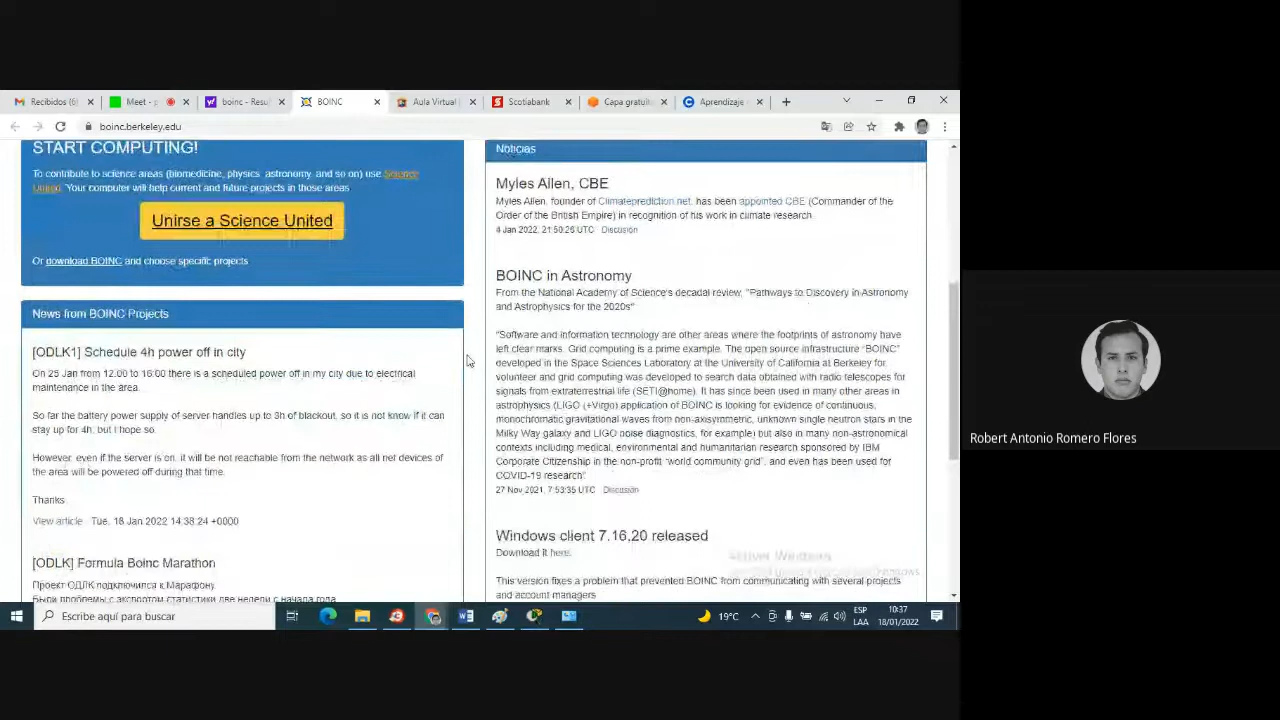 Recibidos (6)
Meet - p
boinc - Resu
BOINC
Aula Virtual
Scotiabank
Capa gratuit
Aprendizaje
boinc.berkeley.edu
START COMPUTING!
To contribute to science areas (biomedicine, physics, astronomy, and so on) use Science
United. Your computer will help current and future projects in those areas.
Unirse a Science United
Or download BOINC and choose specific projects
News from BOINC Projects
[ODLK1] Schedule 4h power off in city
On 25 Jan from 12.00 to 16:00 there is a scheduled power off in my city due to electrical
maintenance in the area.
So far the battery power supply of server handles up to 3h of blackout, so it is not know if it can
stay up for 4h, but I hope so.
However, even if the server is on, it will be not reachable from the network as all net devices of
the area will be powered off during that time.
Thanks
View article Tue, 18 Jan 2022 14:38:24 +0000
[ODLK] Formula Boinc Marathon
Проект ОДЛК подключился к Марафону.
Были проблемы с экспортом статистики две недели с начала года
Noticias
Myles Allen, CBE
Myles Allen, founder of Climateprediction.net, has been appointed CBE (Commander of the
Order of the British Empire) in recognition of his work in climate research.
4 Jan 2022, 21:50:26 UTC Discusion
BOINC in Astronomy
From the National Academy of Science's decadal review, "Pathways to Discovery in Astronomy
and Astrophysics for the 2020s"
"Software and information technology are other areas where the footprints of astronomy have
left clear marks. Grid computing is a prime example. The open source infrastructure "BOINC"
developed in the Space Sciences Laboratory at the University of California at Berkeley for
volunteer and grid computing was developed to search data obtained with radio telescopes for
signals from extraterrestrial life (SETI@home). It has since been used in many other areas in
astrophysics (LIGO (+Virgo) application of BOINC is looking for evidence of continuous,
monochromatic gravitational waves from non-axisymmetric, unknown single neutron stars in the
Milky Way galaxy and LIGO noise diagnostics, for example) but also in many non-astronomical
contexts including medical, environmental and humanitarian research sponsored by IBM
Corporate Citizenship in the non-profit "world community grid", and even has been used for
COVID-19 research"
27 Nov 2021, 7:53:35 UTC Discusion
Windows client 7.16.20 released
Download it here.
This version fixes a problem that prevented BOINC from communicating with several projects
and account managers
Activar Windows
Windows
Escribe aquí para buscar
19°C
ESP
LAA
10:37
18/01/2022
Robert Antonio Romero Flores